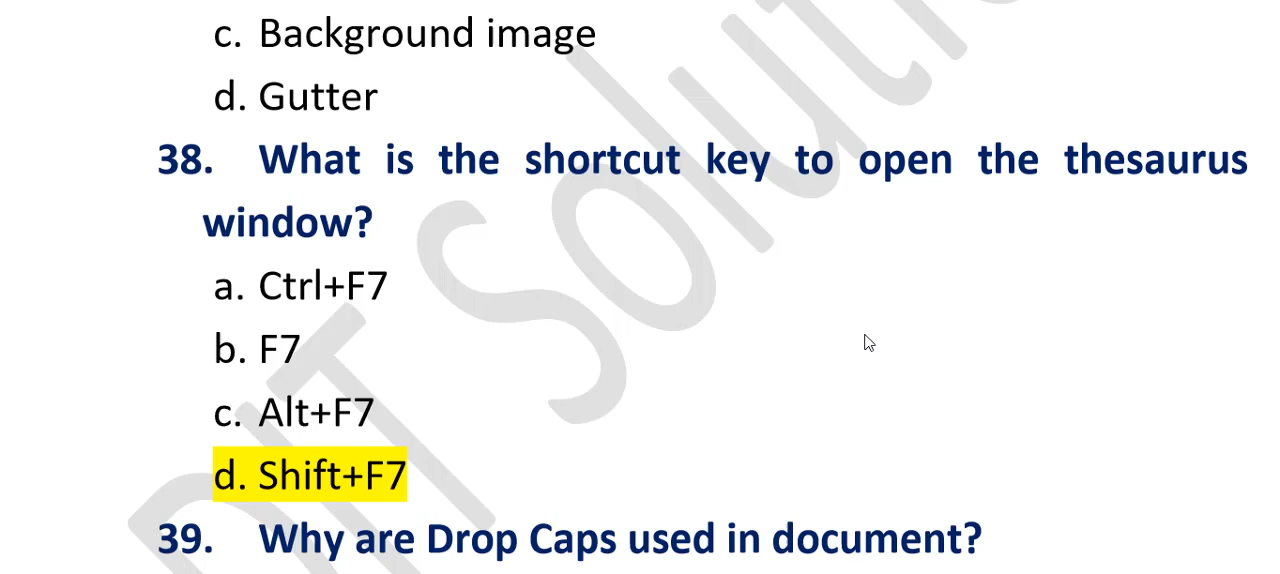 c. Background image
d. Gutter
38. What is the shortcut key to open the thesaurus
window?
a. Ctrl+F7
b. F7
c. Alt+F7
d. Shift+F7
39. Why are Drop Caps used in document?